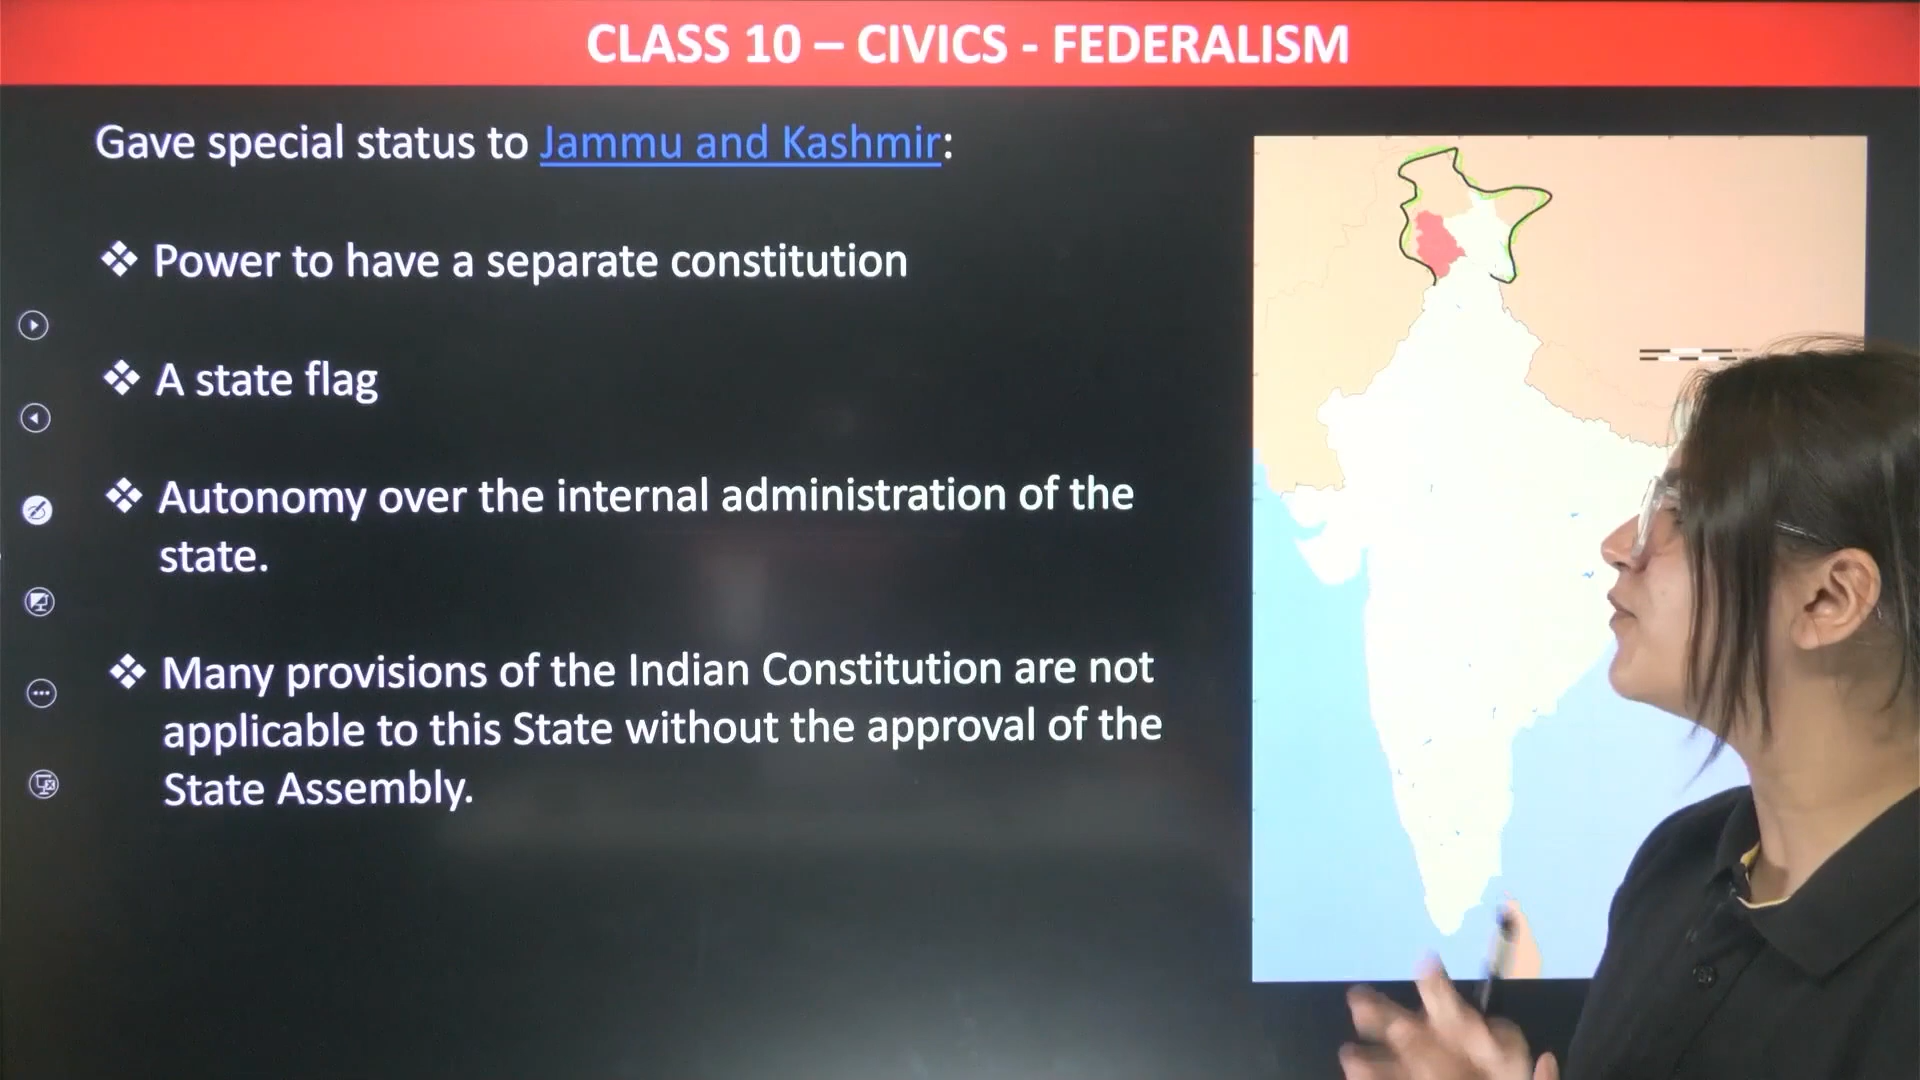 CLASS 10 – CIVICS - FEDERALISM
Gave special status to Jammu and Kashmir:
❖ Power to have a separate constitution
❖ A state flag
❖ Autonomy over the internal administration of the
state.
❖ Many provisions of the Indian Constitution are not
applicable to this State without the approval of the
State Assembly.